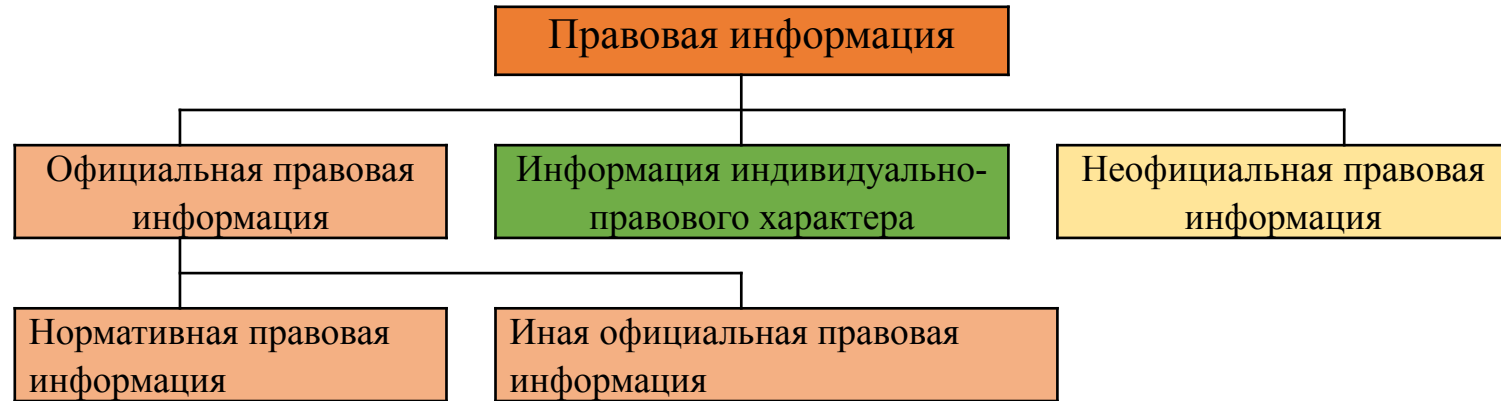 Правовая информация
Официальная правовая
информация
Информация индивидуально-
правового характера
Неофициальная правовая
информация
Нормативная правовая
информация
Иная официальная правовая
информация